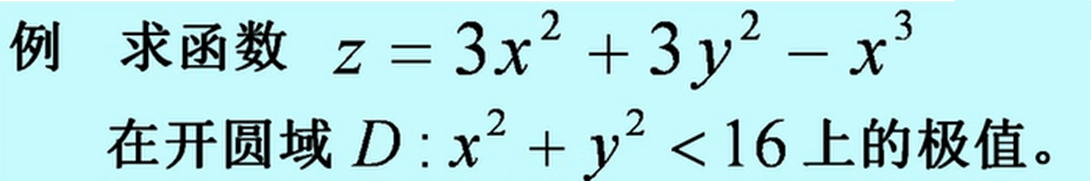 例 求函数 z = 3x² + 3y² − x³
在开圆域 D : x² + y² < 16 上的极值。